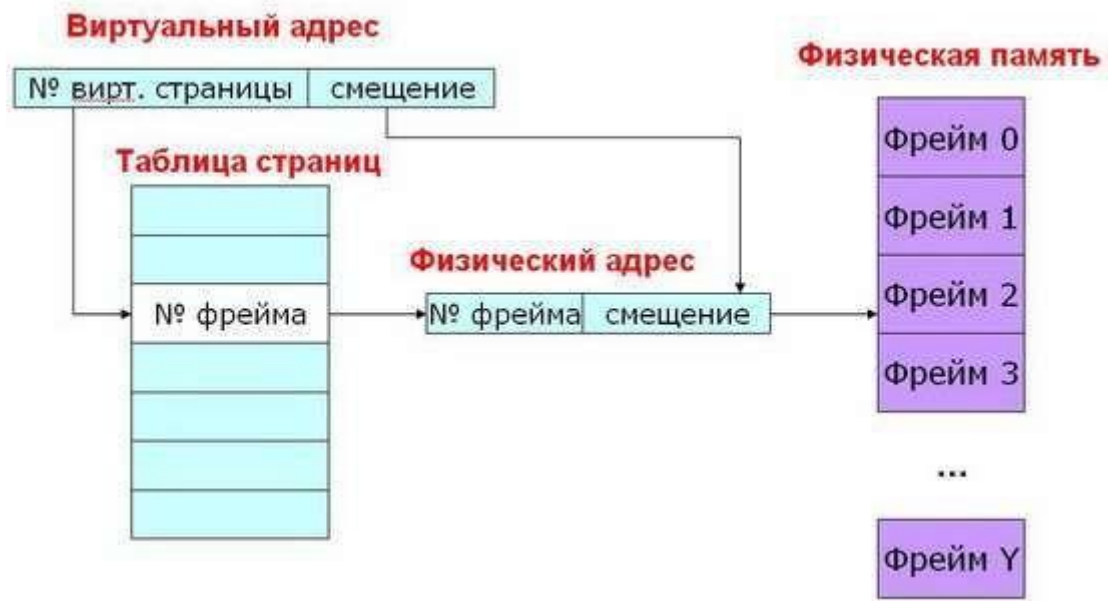 Виртуальный адрес
Физическая память
№ вирт. страницы
смещение
Таблица страниц
Фрейм 0
Фрейм 1
Физический адрес
№ фрейма
№ фрейма
смещение
Фрейм 2
Фрейм 3
...
Фрейм Y